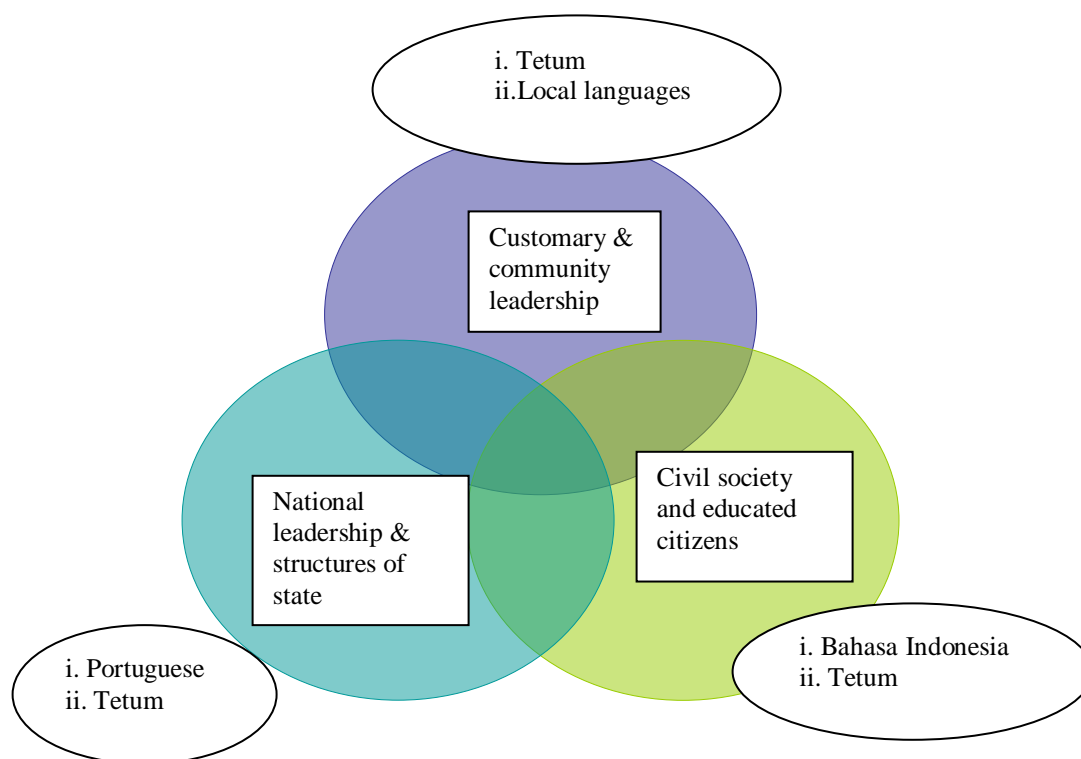 i. Tetum
ii.Local languages
Customary &
community
leadership
National
leadership &
structures of
state
Civil society
and educated
citizens
i. Portuguese
ii. Tetum
i. Bahasa Indonesia
ii. Tetum